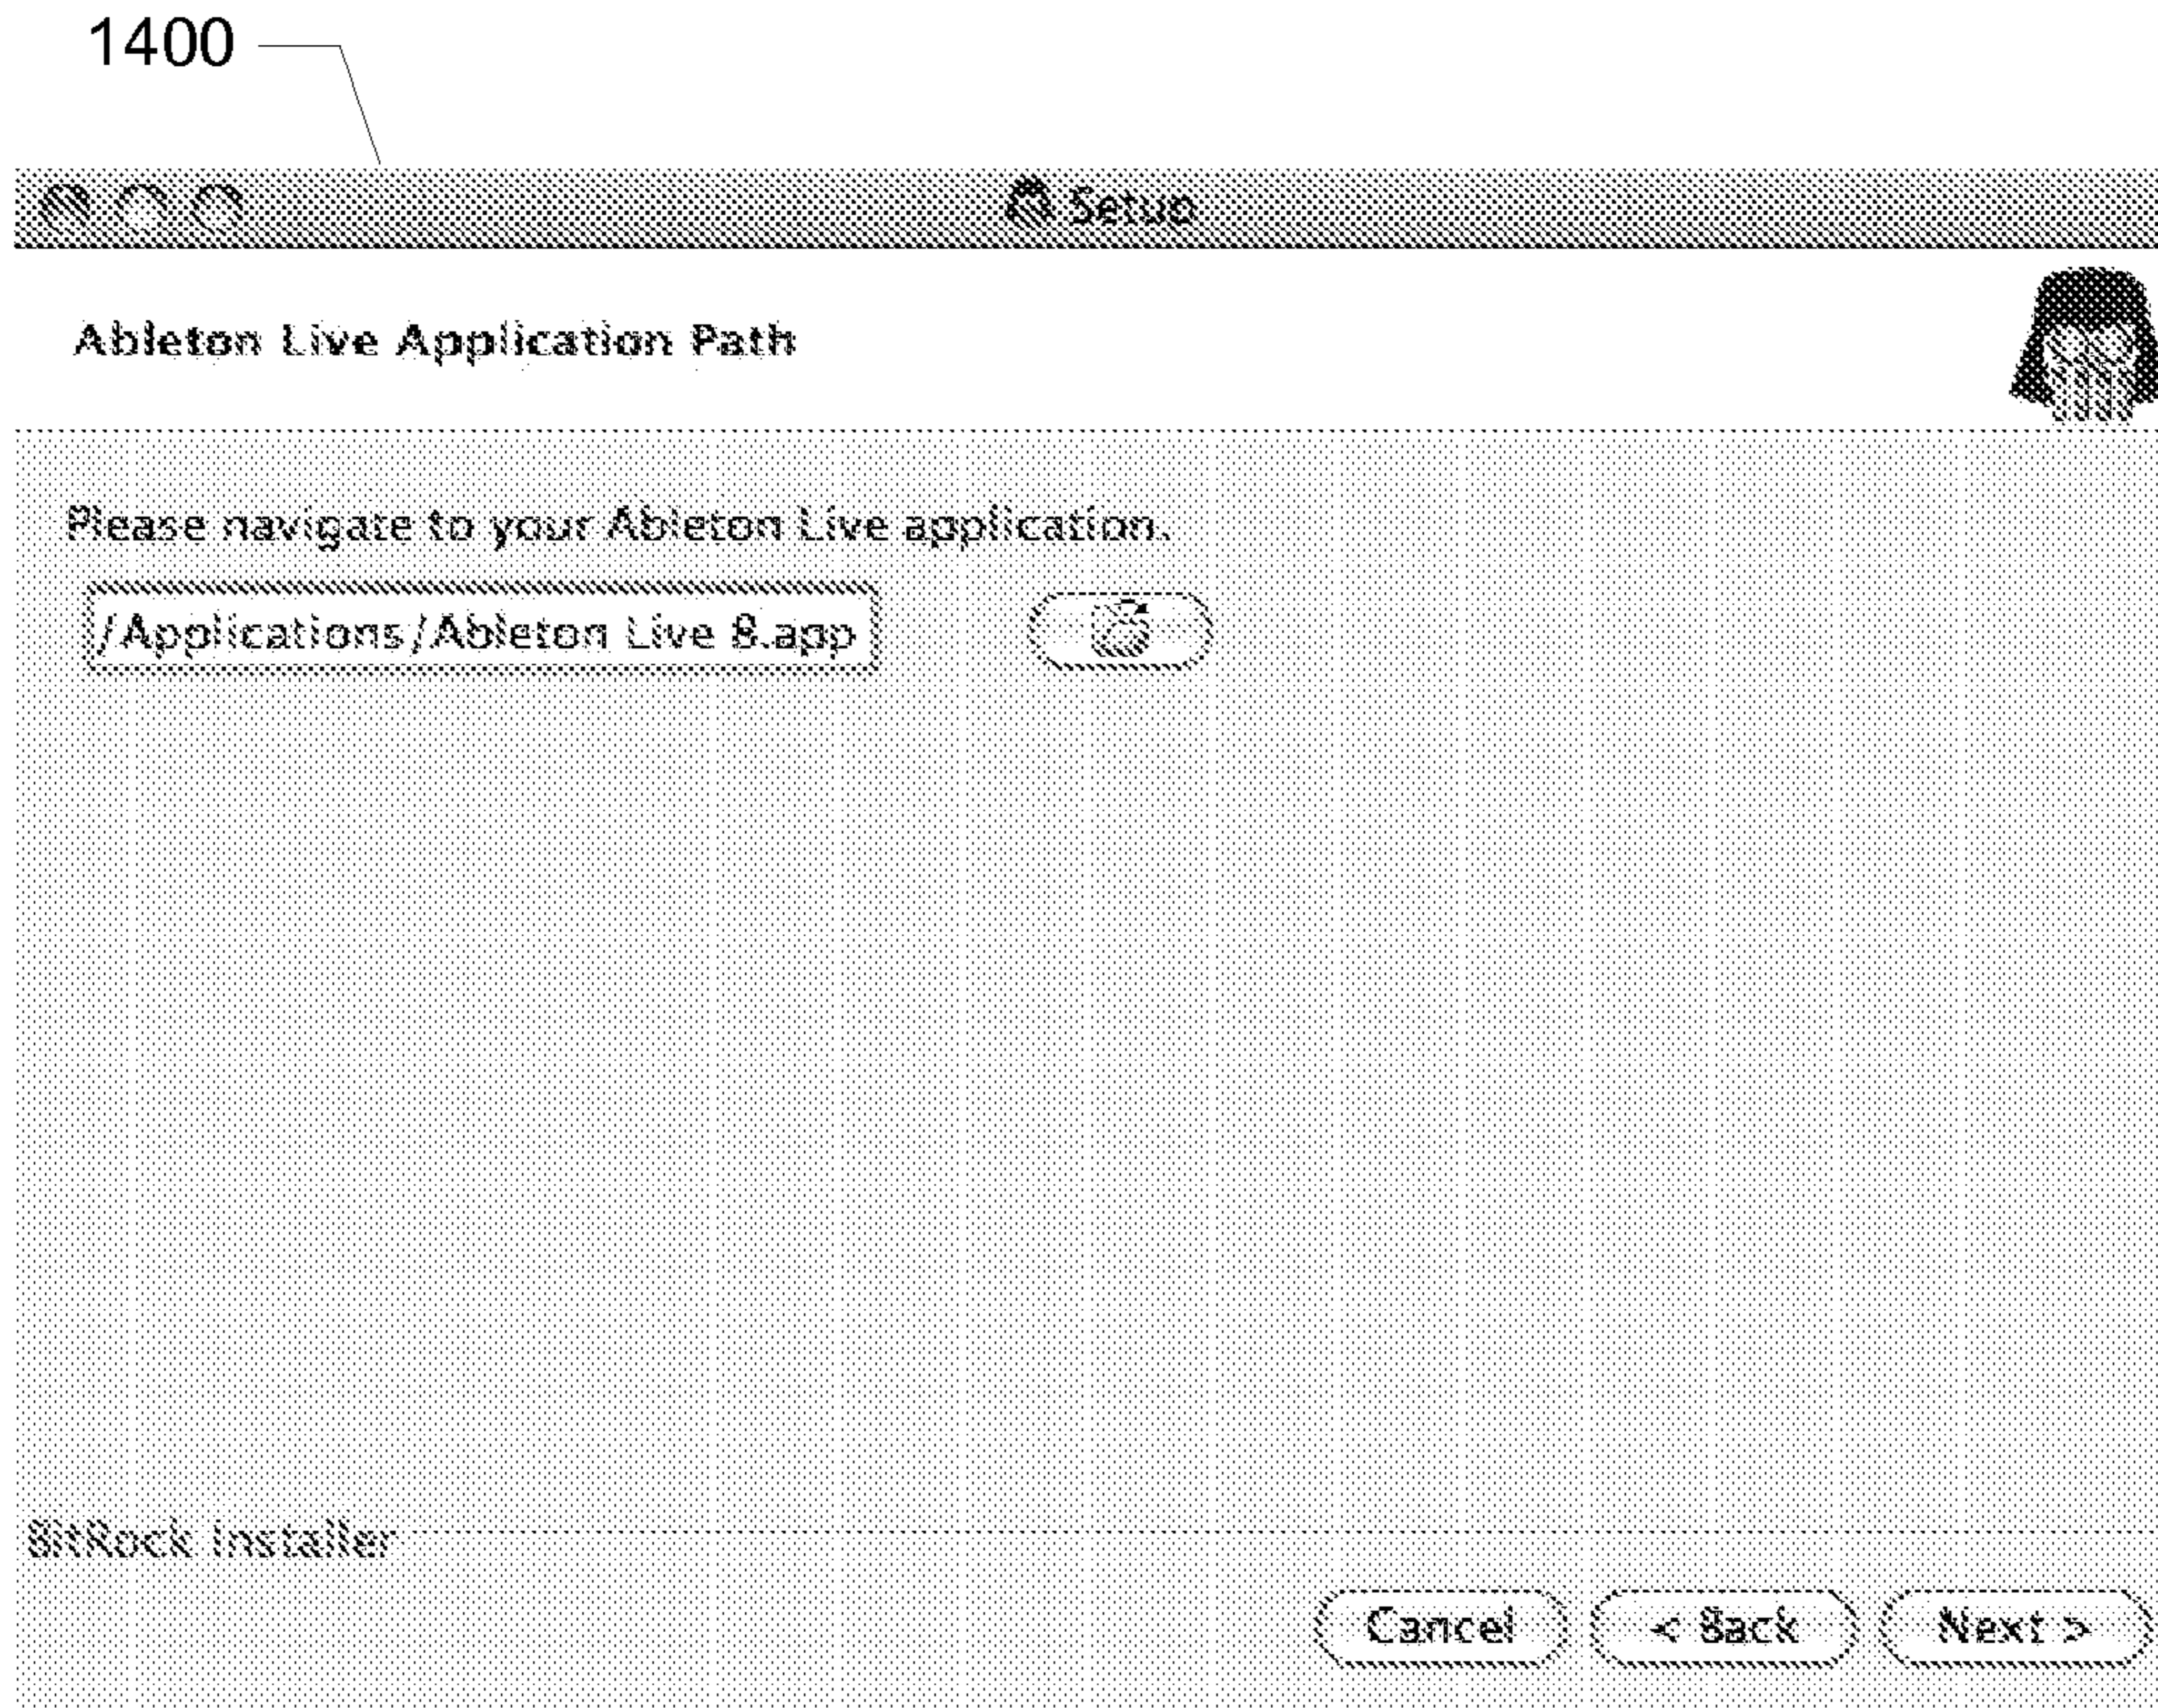 1400
Setup
Ableton Live Application Path
Please navigate to your Ableton Live application.
/Applications/Ableton Live 8.app
BitRock Installer
Cancel
< Back
Next >